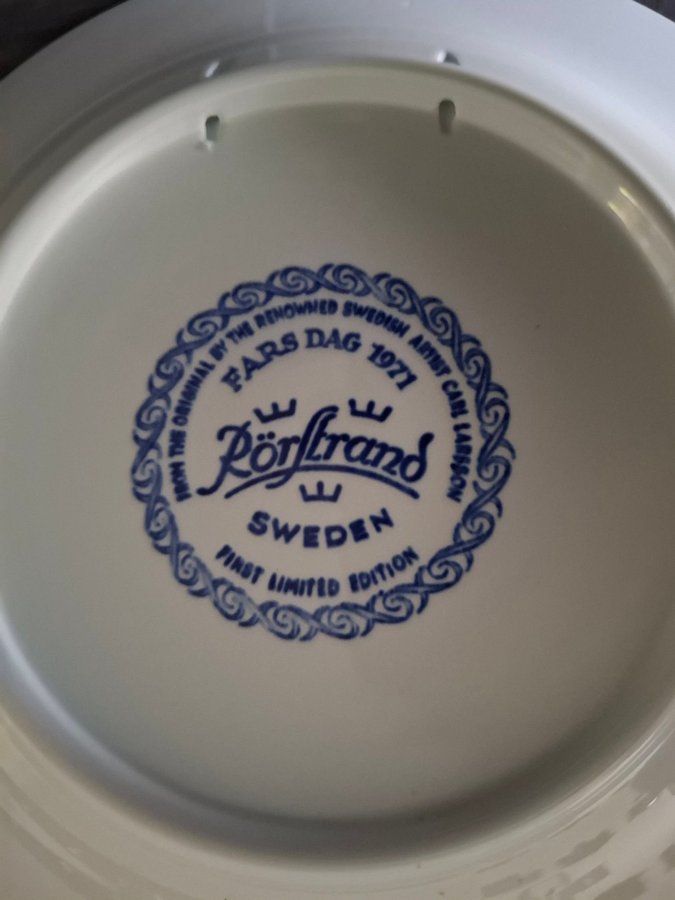 FROM THE ORIGINAL BY THE RENOWNED SWEDISH ARTIST CARL LARSSON
FARS DAG 1971
Rörstrand
SWEDEN
FIRST LIMITED EDITION